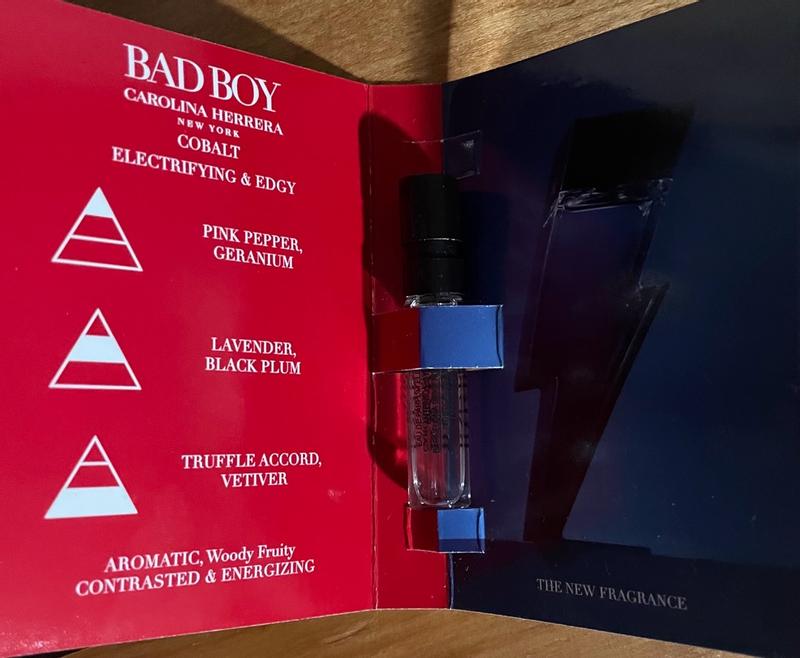 BAD BOY
CAROLINA HERRERA
NEW YORK
COBALT
ELECTRIFYING & EDGY
PINK PEPPER,
GERANIUM
LAVENDER,
BLACK PLUM
TRUFFLE ACCORD,
VETIVER
AROMATIC, Woody Fruity
CONTRASTED & ENERGIZING
THE NEW FRAGRANCE